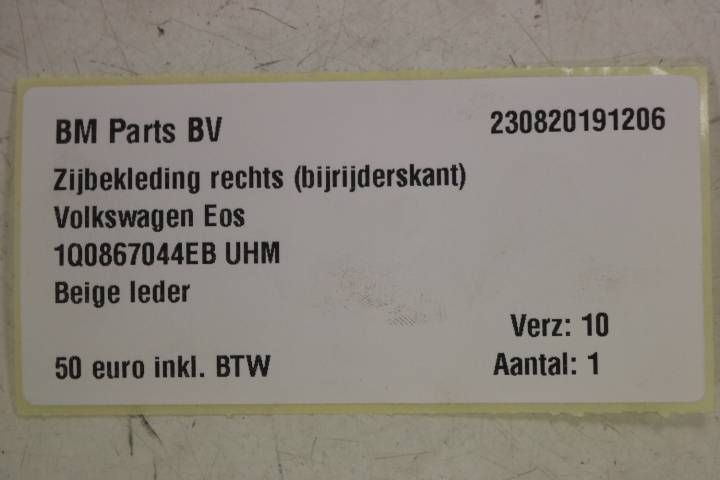 BM Parts BV 230820191206
Zijbekleding rechts (bijrijderskant)
Volkswagen Eos
1Q0867044EB UHM
Beige leder
Verz: 10
50 euro inkl. BTW Aantal: 1